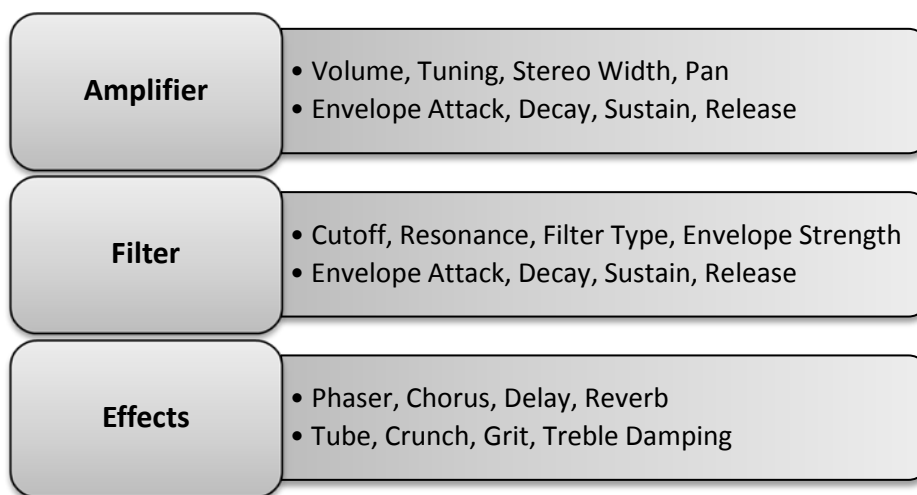 Amplifier
• Volume, Tuning, Stereo Width, Pan
• Envelope Attack, Decay, Sustain, Release
Filter
• Cutoff, Resonance, Filter Type, Envelope Strength
• Envelope Attack, Decay, Sustain, Release
Effects
• Phaser, Chorus, Delay, Reverb
• Tube, Crunch, Grit, Treble Damping